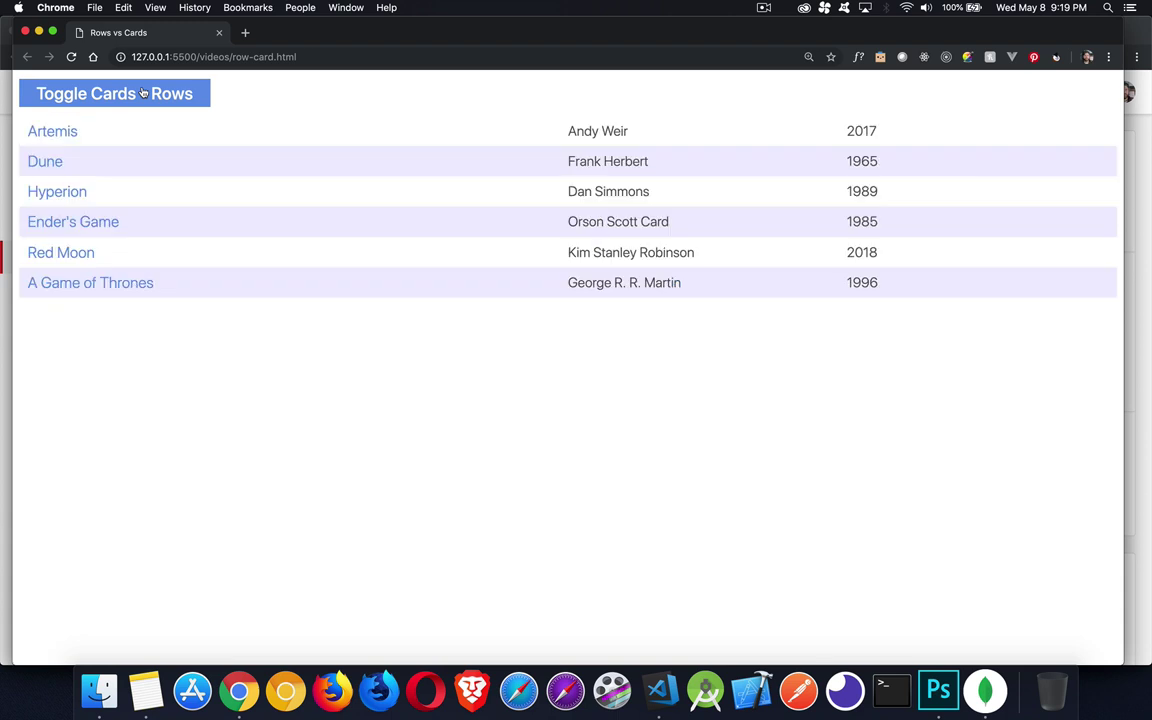 Chrome File Edit View History Bookmarks People Window Help 100% Wed May 8 9:19 PM
Rows vs Cards
127.0.0.1:5500/videos/row-card.html
Toggle Cards Rows
Artemis Andy Weir 2017
Dune Frank Herbert 1965
Hyperion Dan Simmons 1989
Ender's Game Orson Scott Card 1985
Red Moon Kim Stanley Robinson 2018
A Game of Thrones George R. R. Martin 1996
Ps